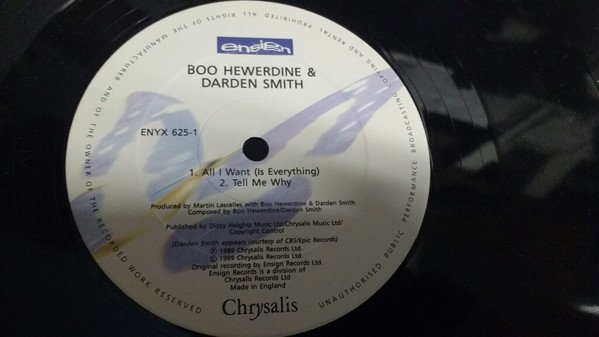 ensign
BOO HEWERDINE &
DARDEN SMITH
ENYX 625-1
1. All I Want (Is Everything)
2. Tell Me Why
Produced by Martin Lascelles with Boo Hewerdine & Darden Smith
Composed by Boo Hewerdine/Darden Smith
Published by Dizzy Heights Music Ltd/Chrysalis Music Ltd/
Copyright Control
(Darden Smith appears courtesy of CBS/Epic Records)
℗ 1989 Chrysalis Records Ltd.
© 1989 Chrysalis Records Ltd.
Original recording by Ensign Records Ltd
Ensign Records is a division of
Chrysalis Records Ltd
Made in England
Chrysalis
ALL RIGHTS OF THE MANUFACTURER AND OF THE OWNER OF THE RECORDED WORK RESERVED
UNAUTHORISED PUBLIC PERFORMANCE BROADCASTING COPYING AND RENTAL PROHIBITED